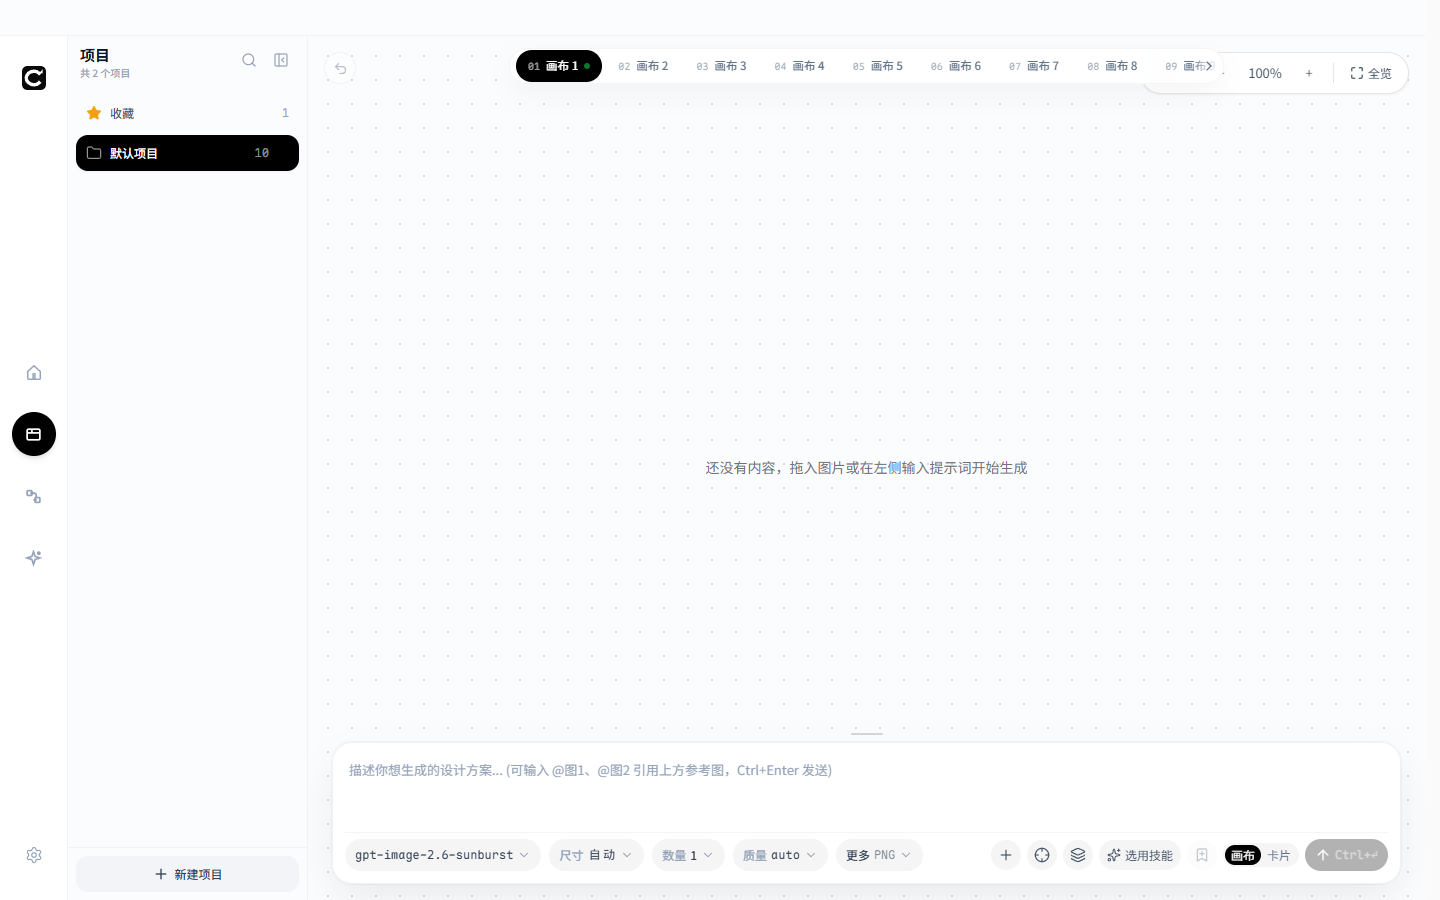 项目
共 2 个项目
收藏 1
默认项目 10
新建项目
01 画布 1
02 画布 2
03 画布 3
04 画布 4
05 画布 5
06 画布 6
07 画布 7
08 画布 8
09 画布
100% +
全览
还没有内容，拖入图片或在左侧输入提示词开始生成
描述你想生成的设计方案... (可输入 @图1、@图2 引用上方参考图，Ctrl+Enter 发送)
gpt-image-2.6-sunburst 尺寸 自动 数量 1 质量 auto 更多 PNG 选用技能 画布 卡片 Ctrl+↵